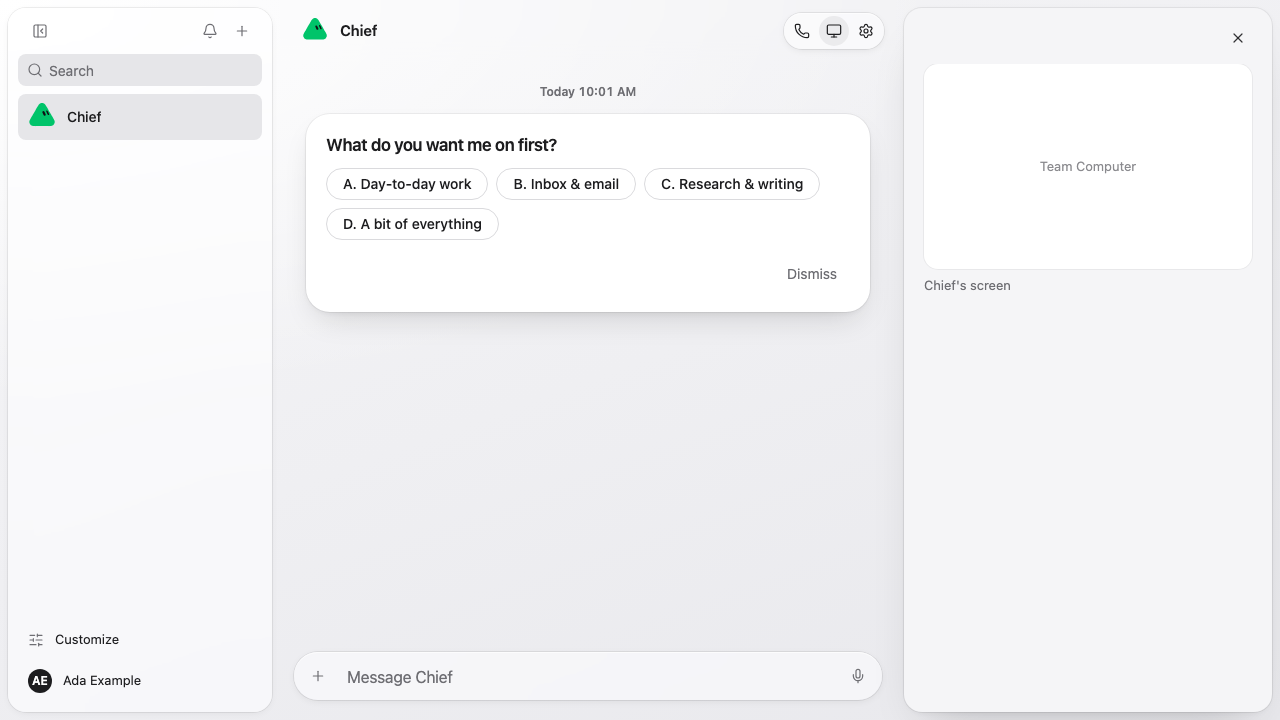 Search
Chief
Customize
AE
Ada Example
Chief
Today 10:01 AM
What do you want me on first?
A. Day-to-day work
B. Inbox & email
C. Research & writing
D. A bit of everything
Dismiss
Message Chief
Team Computer
Chief's screen